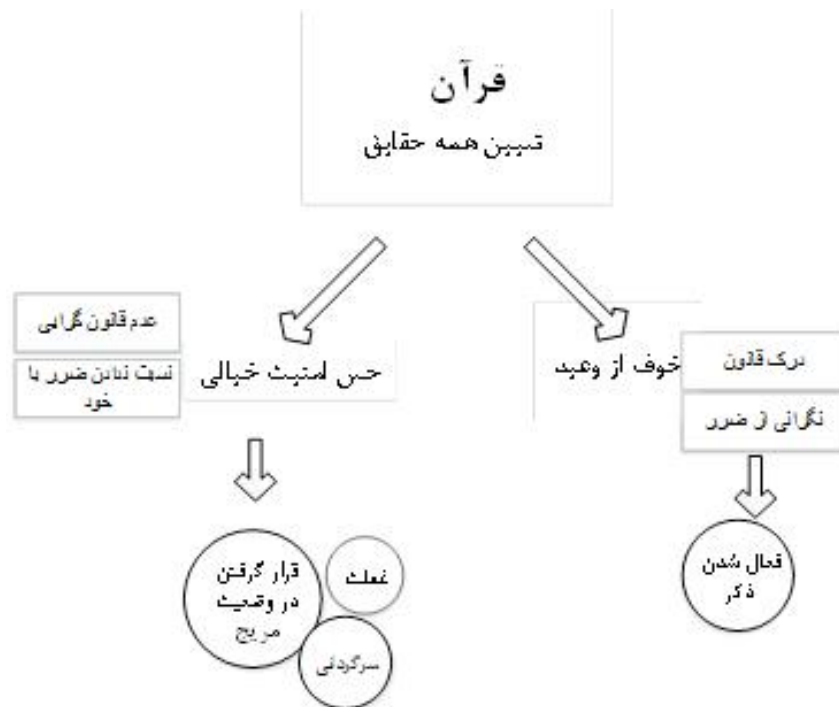 قرآن
تبیین همه حقایق
خوف از وعید
درک قانون
نگرانی از ضرر
فعال شدن
ذکر
حس امنیت خیالی
عدم قانون گرایی
نسبت ندادن ضرر با
خود
قرار گرفتن
در وضعیت
مریج
غفلت
سرگردانی